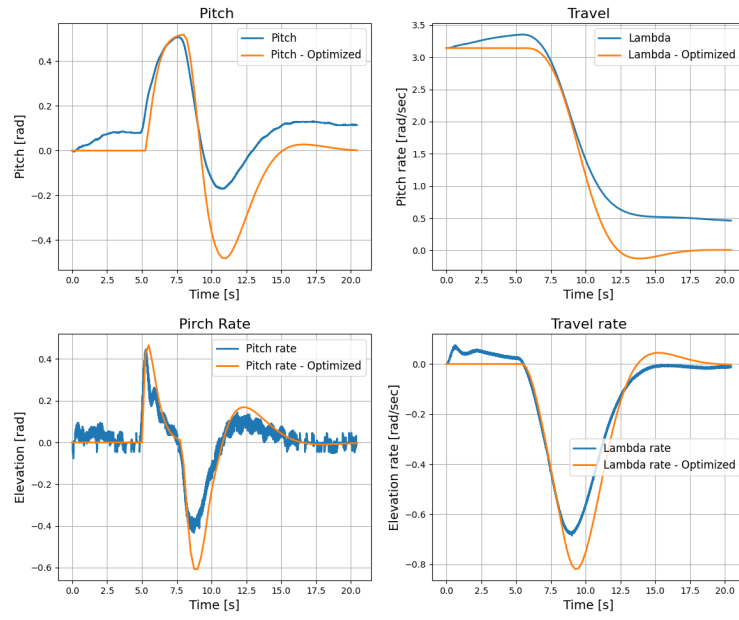 Pitch
Pitch [rad]
0.4
0.2
0.0
−0.2
−0.4
Pitch
Pitch - Optimized
0.0 2.5 5.0 7.5 10.0 12.5 15.0 17.5 20.0
Time [s]
Travel
Pitch rate [rad/sec]
3.5
3.0
2.5
2.0
1.5
1.0
0.5
0.0
Lambda
Lambda - Optimized
0.0 2.5 5.0 7.5 10.0 12.5 15.0 17.5 20.0
Time [s]
Pirch Rate
Elevation [rad]
0.4
0.2
0.0
−0.2
−0.4
−0.6
Pitch rate
Pitch rate - Optimized
0.0 2.5 5.0 7.5 10.0 12.5 15.0 17.5 20.0
Time [s]
Travel rate
Elevation rate [rad/sec]
0.0
−0.2
−0.4
−0.6
−0.8
Lambda rate
Lambda rate - Optimized
0.0 2.5 5.0 7.5 10.0 12.5 15.0 17.5 20.0
Time [s]